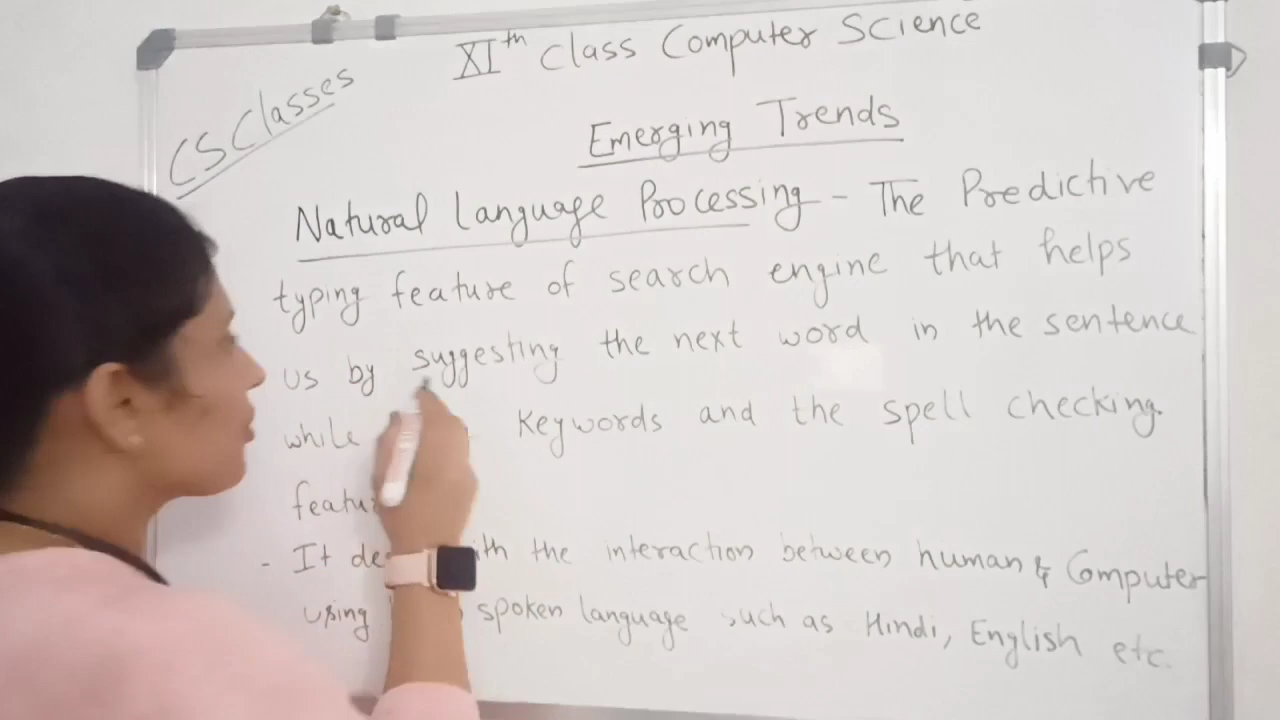 XIth Class Computer Science
CS Classes
Emerging Trends
Natural Language Processing - The Predictive
typing feature of search engine that helps
us by suggesting the next word in the sentence
while keywords and the spell checking
- It with the interaction between human & Computer
using spoken language such as Hindi, English etc.